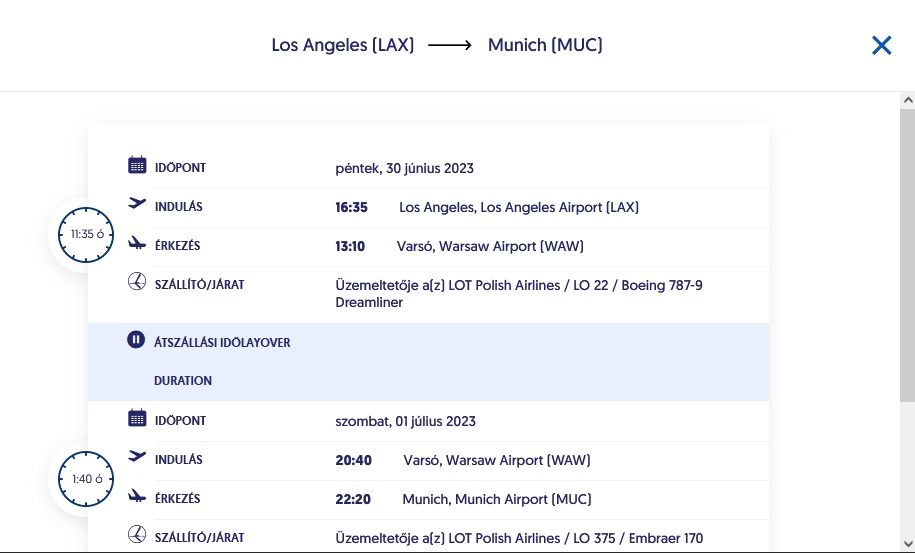 Los Angeles (LAX) → Munich (MUC)
IDŐPONT péntek, 30 június 2023
INDULÁS 16:35 Los Angeles, Los Angeles Airport (LAX)
11:35 ó
ÉRKEZÉS 13:10 Varsó, Warsaw Airport (WAW)
SZÁLLÍTÓ/JÁRAT Üzemeltetője a(z) LOT Polish Airlines / LO 22 / Boeing 787-9
Dreamliner
ÁTSZÁLLÁSI IDŐLAYOVER
DURATION
IDŐPONT szombat, 01 július 2023
INDULÁS 20:40 Varsó, Warsaw Airport (WAW)
1:40 ó
ÉRKEZÉS 22:20 Munich, Munich Airport (MUC)
SZÁLLÍTÓ/JÁRAT Üzemeltetője a(z) LOT Polish Airlines / LO 375 / Embraer 170